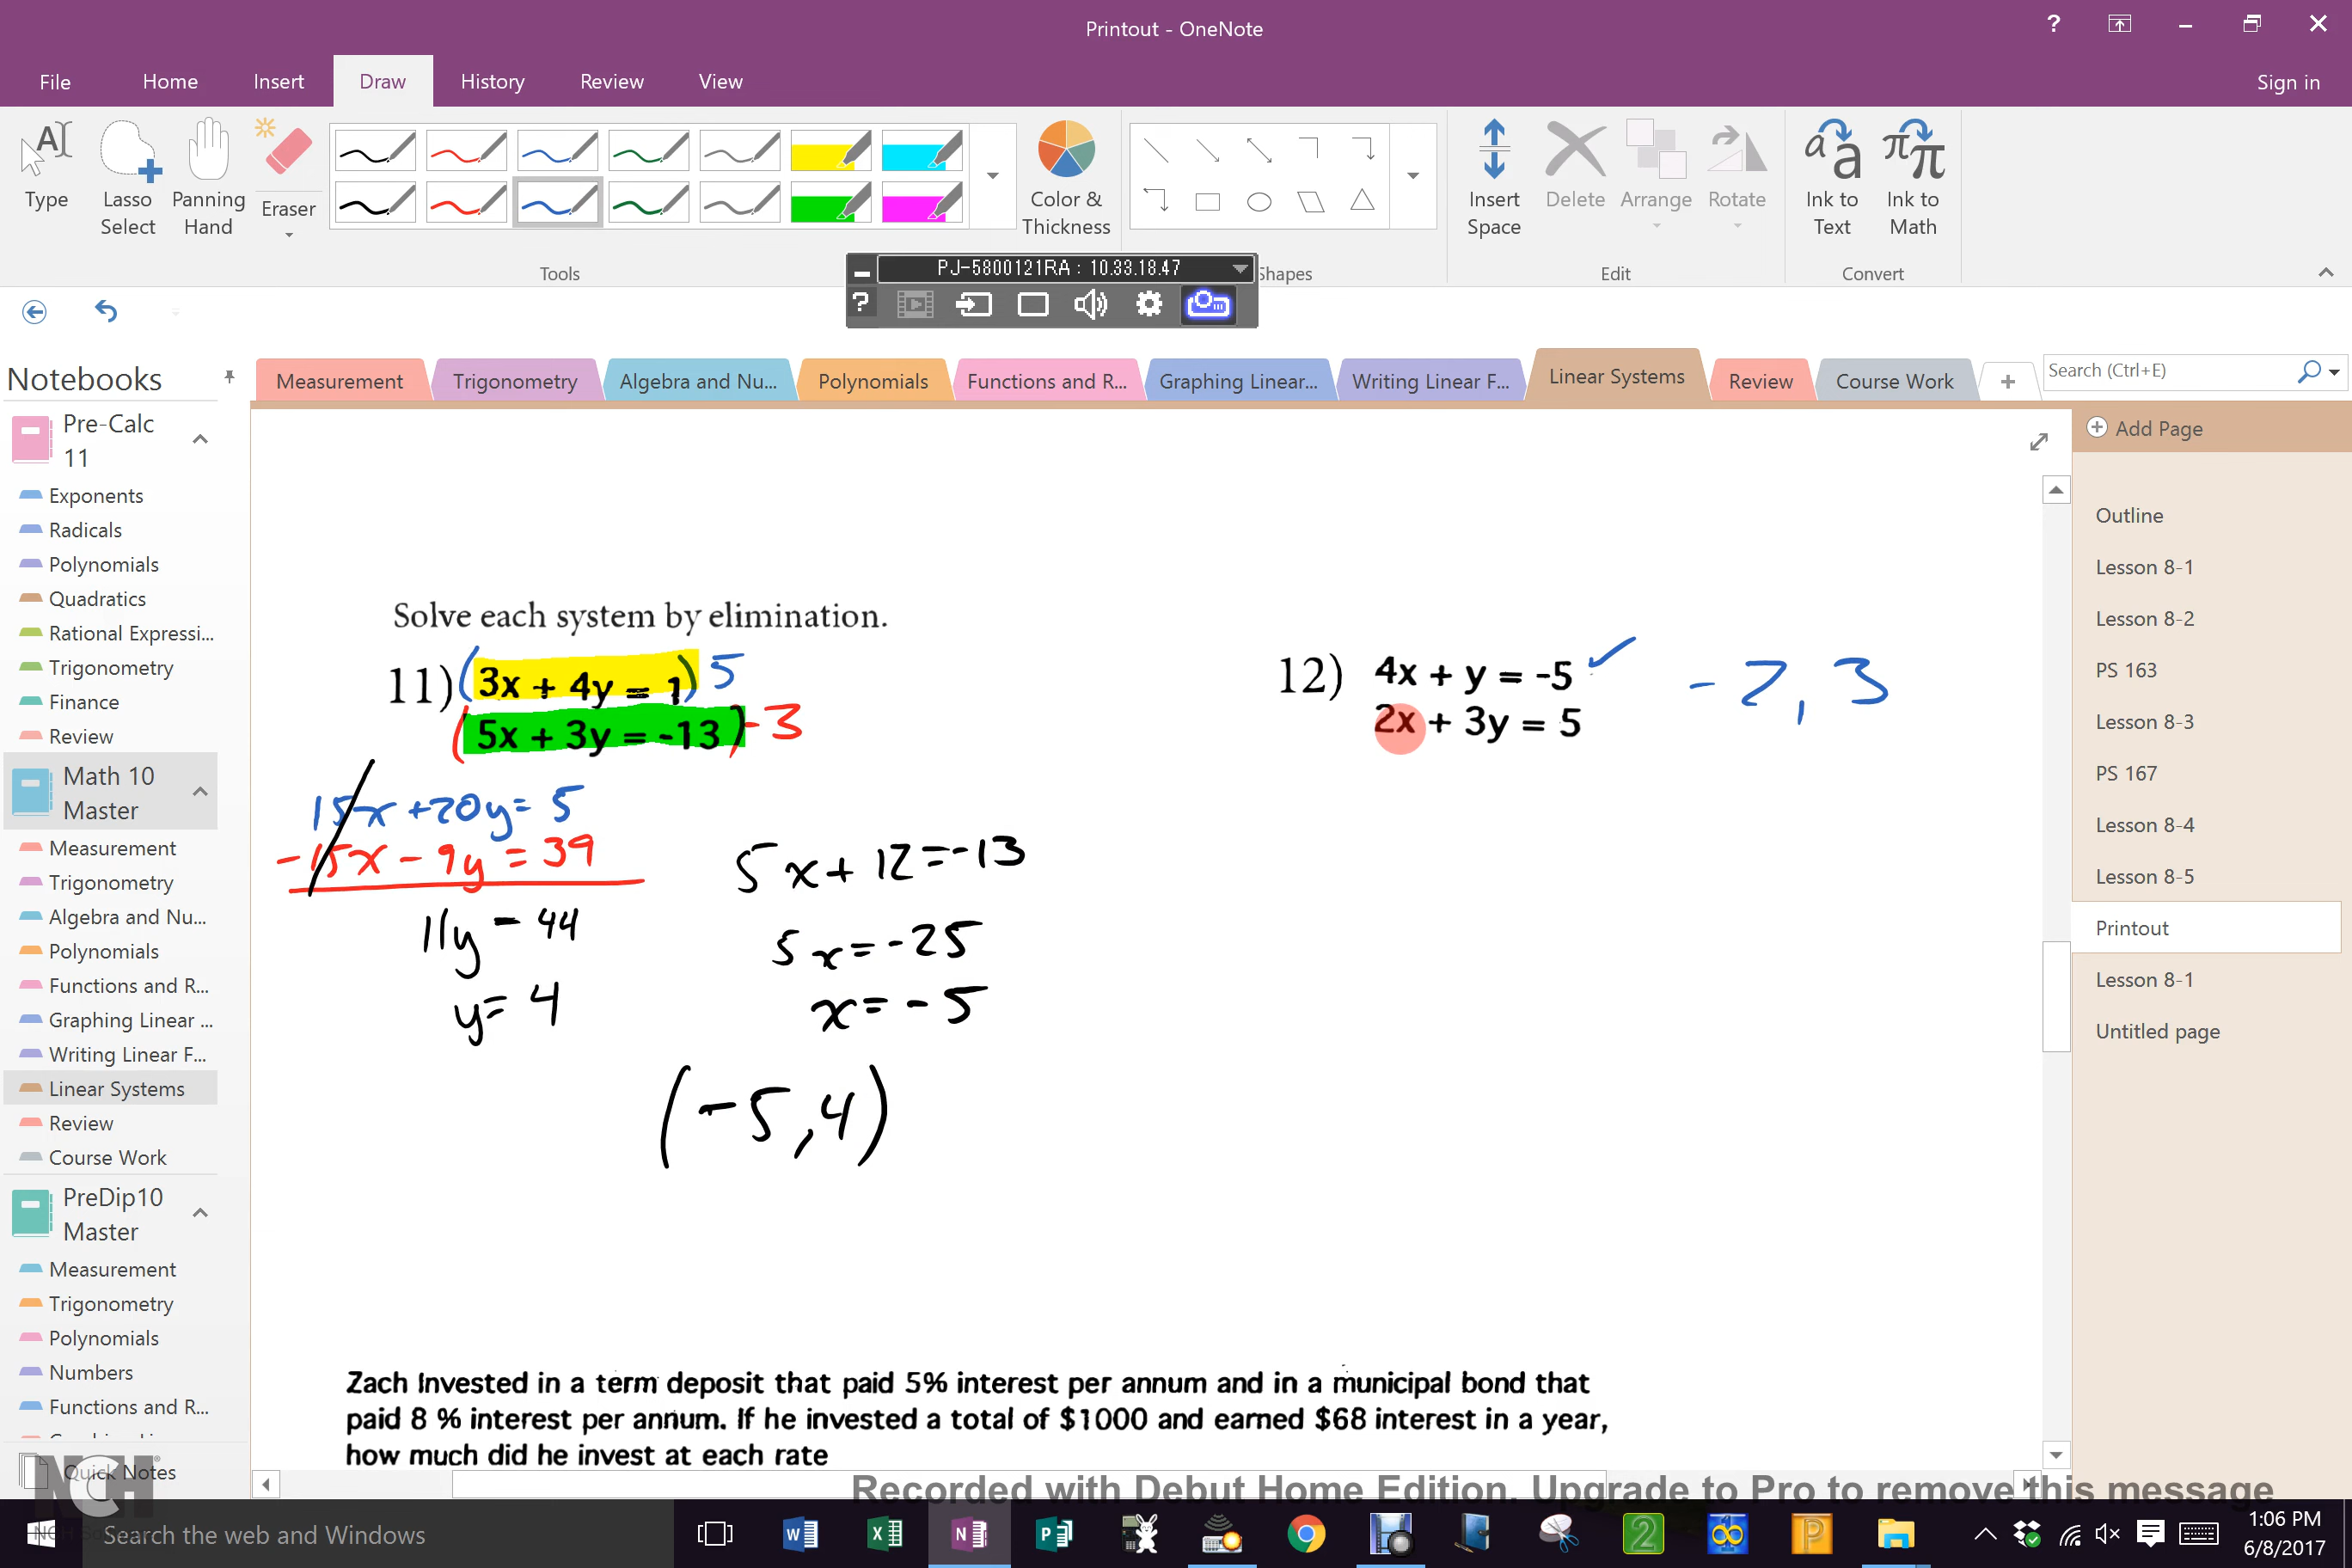 Printout - OneNote
?
File Home Insert Draw History Review View Sign in
Type
Lasso Select
Panning Hand
Eraser
Color & Thickness
Insert Space
Delete
Arrange
Rotate
Ink to Text
Ink to Math
Tools
Shapes
Edit
Convert
PJ-5800121RA : 10.33.18.47
?
Notebooks
Measurement
Trigonometry
Algebra and Nu...
Polynomials
Functions and R...
Graphing Linear...
Writing Linear F...
Linear Systems
Review
Course Work
+
Search (Ctrl+E)
Pre-Calc 11
Exponents
Radicals
Polynomials
Quadratics
Rational Expressi...
Trigonometry
Finance
Review
Math 10 Master
Measurement
Trigonometry
Algebra and Nu...
Polynomials
Functions and R...
Graphing Linear ...
Writing Linear F...
Linear Systems
Review
Course Work
PreDip10 Master
Measurement
Trigonometry
Polynomials
Numbers
Functions and R...
Quick Notes
Solve each system by elimination.
11) (3x + 4y = 1) 5
(5x + 3y = -13) -3
15x + 20y = 5
-15x - 9y = 39
11y = 44
y = 4
5x + 12 = -13
5x = -25
x = -5
(-5, 4)
12) 4x + y = -5 ✓ -2, 3
2x + 3y = 5
Zach Invested in a term deposit that paid 5% interest per annum and in a municipal bond that
paid 8 % interest per annum. If he invested a total of $1000 and earned $68 interest in a year,
how much did he invest at each rate
Add Page
Outline
Lesson 8-1
Lesson 8-2
PS 163
Lesson 8-3
PS 167
Lesson 8-4
Lesson 8-5
Printout
Lesson 8-1
Untitled page
NCH
Recorded with Debut Home Edition. Upgrade to Pro to remove this message
Search the web and Windows
1:06 PM
6/8/2017